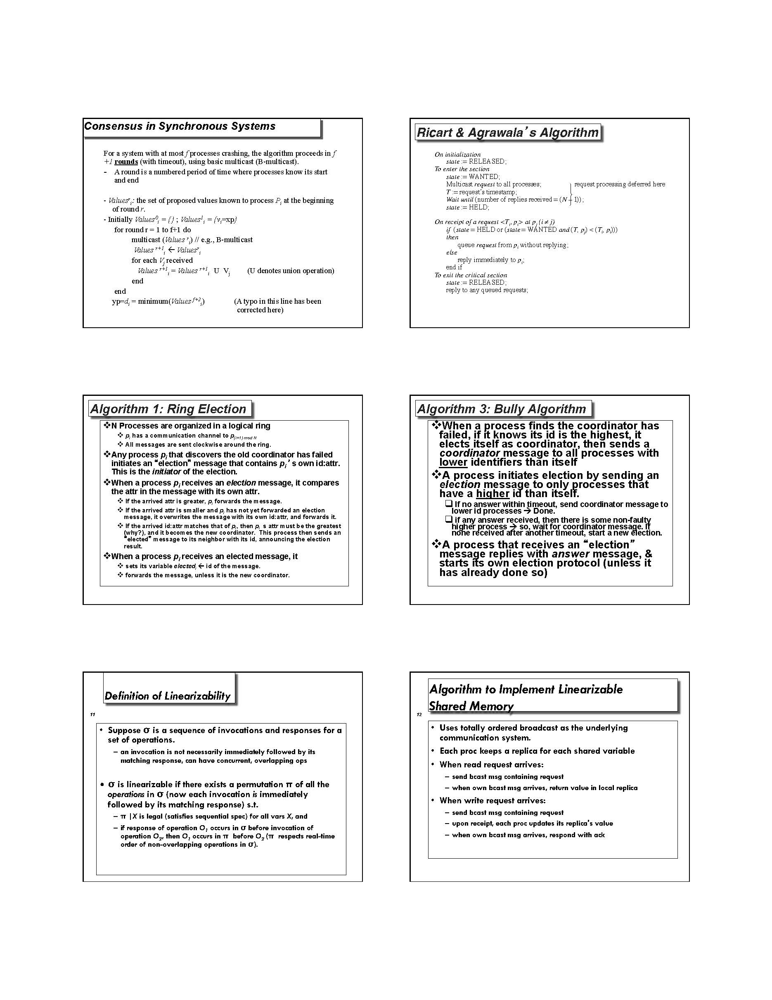 Consensus in Synchronous Systems
For a system with at most f processes crashing, the algorithm proceeds in f
+1 rounds (with timeout), using basic multicast (B-multicast).
- A round is a numbered period of time where processes know its start
and end
- Values^r_i: the set of proposed values known to process P_i at the beginning
of round r.
- Initially Values^0_i = {} ; Values^1_i = {v_i=xp}
for round r = 1 to f+1 do
multicast (Values^r_i) // e.g., B-multicast
Values^r+1_i ← Values^r_i
for each V_j received
Values^r+1_i = Values^r+1_i U V_j (U denotes union operation)
end
end
yp=d_i = minimum(Values^f+2_i) (A typo in this line has been
corrected here)
Ricart & Agrawala's Algorithm
On initialization
state := RELEASED;
To enter the section
state := WANTED;
Multicast request to all processes; request processing deferred here
T := request's timestamp;
Wait until (number of replies received = (N – 1));
state := HELD;
On receipt of a request <T_i, p_i> at p_j (i ≠ j)
if (state = HELD or (state = WANTED and (T, p_j) < (T_i, p_i)))
then
queue request from p_i without replying;
else
reply immediately to p_i;
end if
To exit the critical section
state := RELEASED;
reply to any queued requests;
Algorithm 1: Ring Election
❖N Processes are organized in a logical ring
❖ p_i has a communication channel to p_(i+1) mod N
❖ All messages are sent clockwise around the ring.
❖Any process p_i that discovers the old coordinator has failed
initiates an “election” message that contains p_i ’s own id:attr.
This is the initiator of the election.
❖When a process p_i receives an election message, it compares
the attr in the message with its own attr.
❖ If the arrived attr is greater, p_i forwards the message.
❖ If the arrived attr is smaller and p_i has not yet forwarded an election
message, it overwrites the message with its own id:attr, and forwards it.
❖ If the arrived id:attr matches that of p_i, then p_i s attr must be the greatest
(why?), and it becomes the new coordinator. This process then sends an
“elected” message to its neighbor with its id, announcing the election
result.
❖When a process p_i receives an elected message, it
❖ sets its variable elected_i ← id of the message.
❖ forwards the message, unless it is the new coordinator.
Algorithm 3: Bully Algorithm
❖When a process finds the coordinator has
failed, if it knows its id is the highest, it
elects itself as coordinator, then sends a
coordinator message to all processes with
lower identifiers than itself
❖A process initiates election by sending an
election message to only processes that
have a higher id than itself.
❑ If no answer within timeout, send coordinator message to
lower id processes → Done.
❑ if any answer received, then there is some non-faulty
higher process → so, wait for coordinator message. If
none received after another timeout, start a new election.
❖A process that receives an “election”
message replies with answer message, &
starts its own election protocol (unless it
has already done so)
Definition of Linearizability
11
• Suppose σ is a sequence of invocations and responses for a
set of operations.
– an invocation is not necessarily immediately followed by its
matching response, can have concurrent, overlapping ops
• σ is linearizable if there exists a permutation π of all the
operations in σ (now each invocation is immediately
followed by its matching response) s.t.
– π |X is legal (satisfies sequential spec) for all vars X, and
– if response of operation O_1 occurs in σ before invocation of
operation O_2, then O_1 occurs in π before O_2 (π respects real-time
order of non-overlapping operations in σ).
Algorithm to Implement Linearizable
Shared Memory
12
• Uses totally ordered broadcast as the underlying
communication system.
• Each proc keeps a replica for each shared variable
• When read request arrives:
– send bcast msg containing request
– when own bcast msg arrives, return value in local replica
• When write request arrives:
– send bcast msg containing request
– upon receipt, each proc updates its replica's value
– when own bcast msg arrives, respond with ack